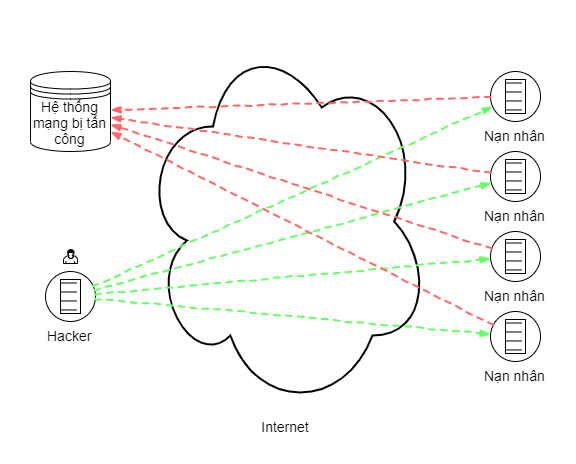 Hệ thống
mạng bị tấn
công
Nạn nhân
Nạn nhân
Nạn nhân
Hacker
Nạn nhân
Internet